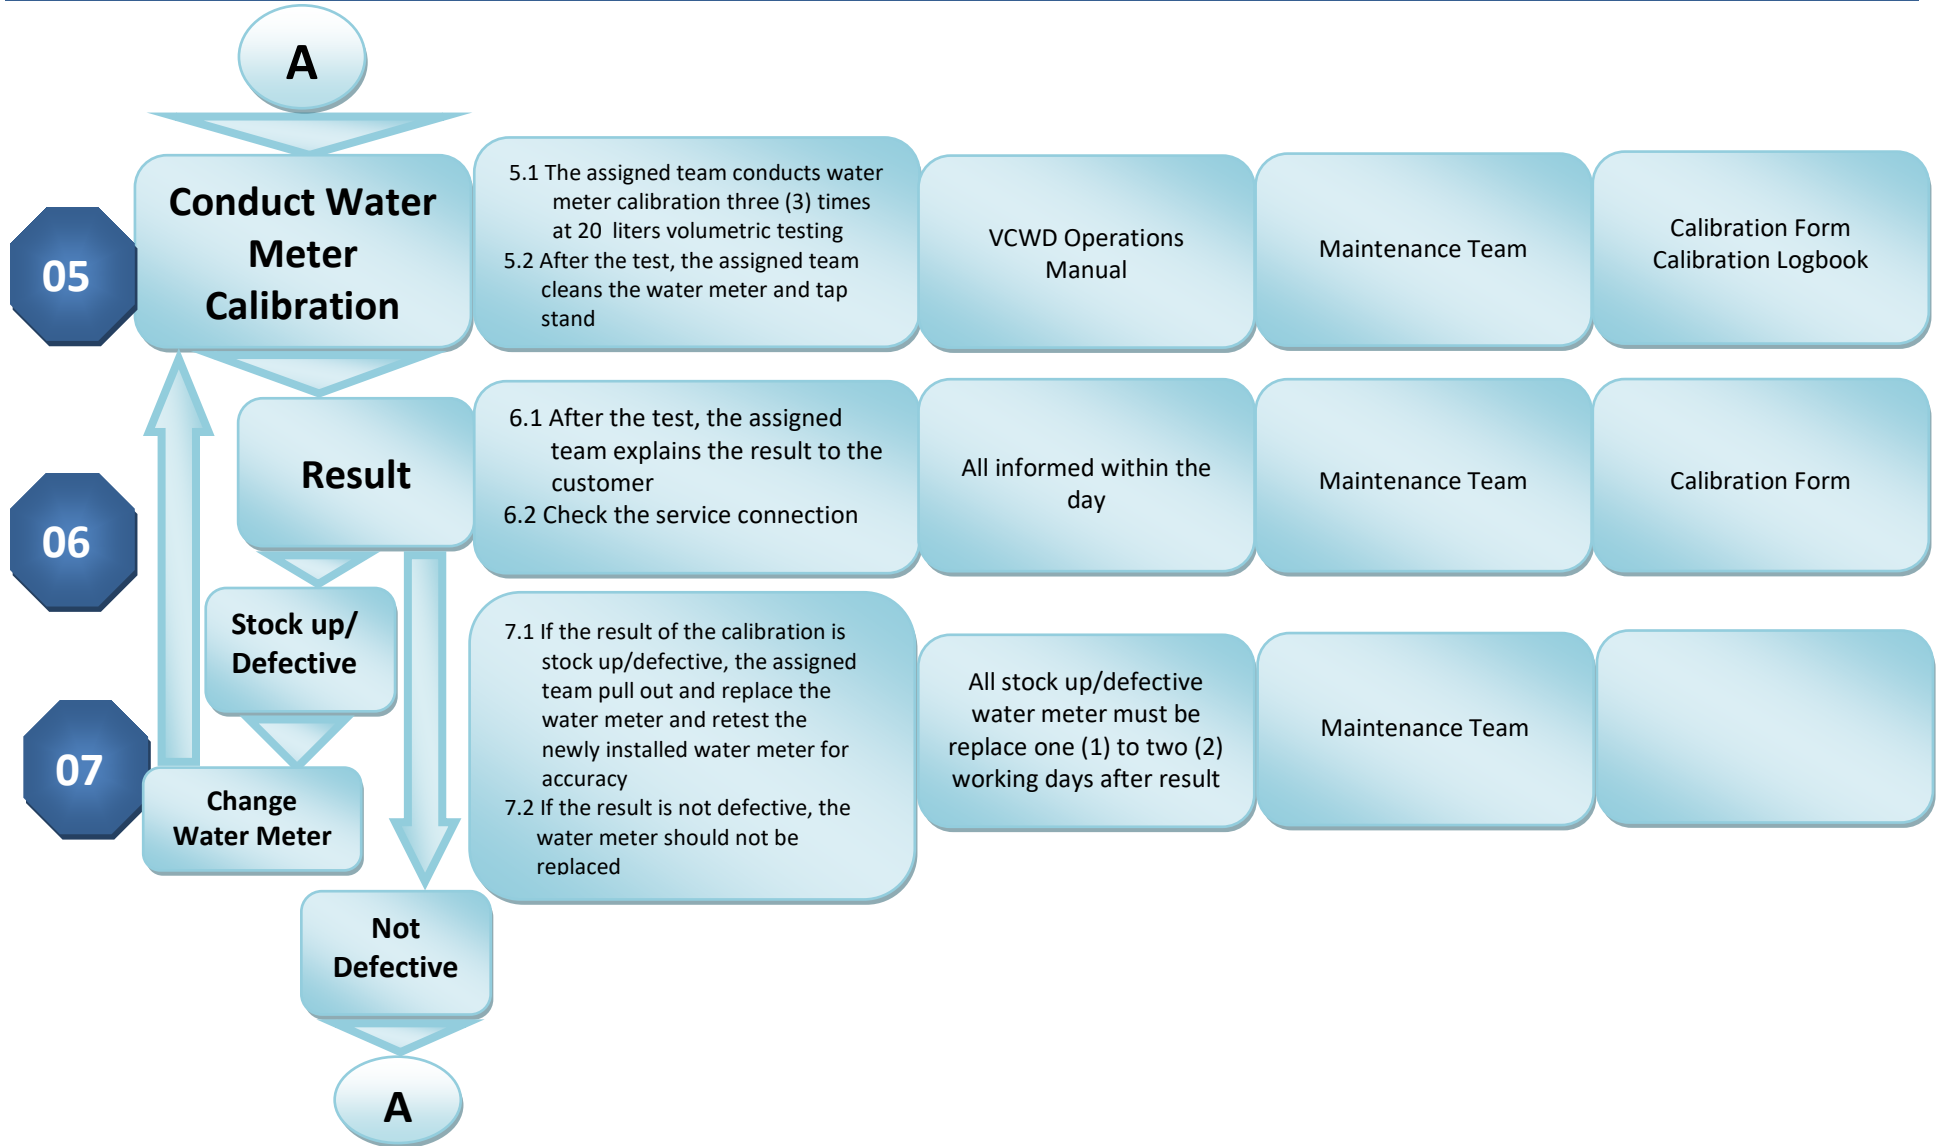 A
05
Conduct Water
Meter
Calibration
5.1 The assigned team conducts water
meter calibration three (3) times
at 20 liters volumetric testing
5.2 After the test, the assigned team
cleans the water meter and tap
stand
VCWD Operations
Manual
Maintenance Team
Calibration Form
Calibration Logbook
06
Result
6.1 After the test, the assigned
team explains the result to the
customer
6.2 Check the service connection
All informed within the
day
Maintenance Team
Calibration Form
Stock up/
Defective
07
Change
Water Meter
7.1 If the result of the calibration is
stock up/defective, the assigned
team pull out and replace the
water meter and retest the
newly installed water meter for
accuracy
7.2 If the result is not defective, the
water meter should not be
replaced
All stock up/defective
water meter must be
replace one (1) to two (2)
working days after result
Maintenance Team
Not
Defective
A